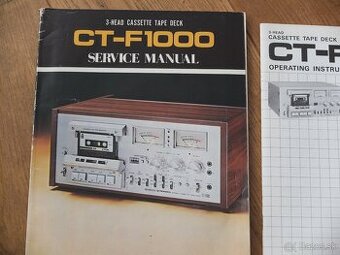 3-HEAD CASSETTE TAPE DECK
CT-F1000
SERVICE MANUAL
3-HEAD
CASSETTE TAPE DECK
CT-F
OPERATING INSTRU